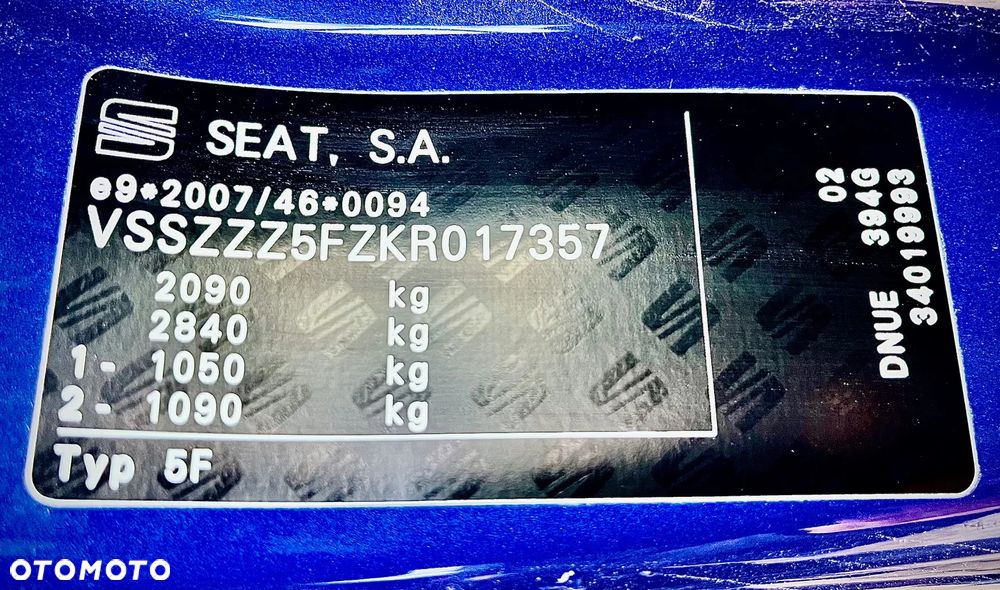 SEAT, S.A.
e9*2007/46*0094
VSSZZZ5FZKR017357
2090 kg
2840 kg
1- 1050 kg
2- 1090 kg
Typ 5F
02
DNUE 394G
34019993
OTOMOTO